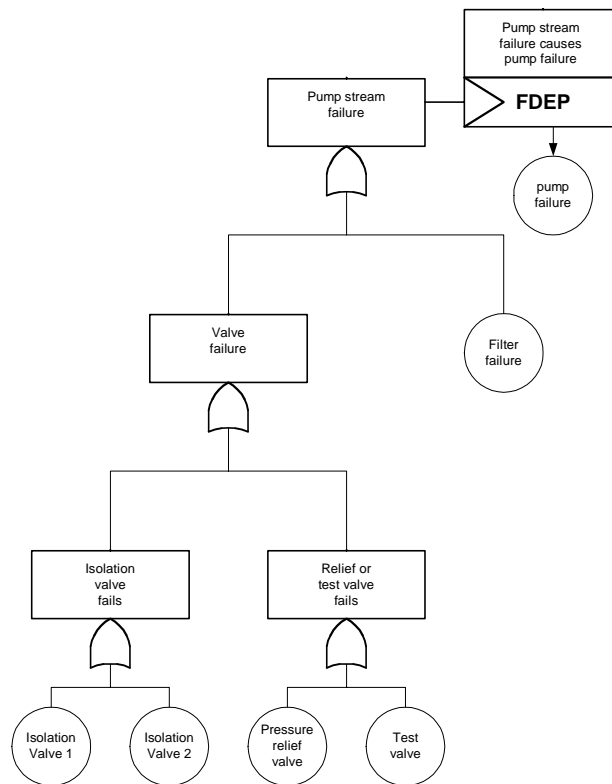 Pump stream
failure causes
pump failure
Pump stream
failure
FDEP
pump
failure
Valve
failure
Filter
failure
Isolation
valve
fails
Relief or
test valve
fails
Isolation
Valve 1
Isolation
Valve 2
Pressure
relief
valve
Test
valve